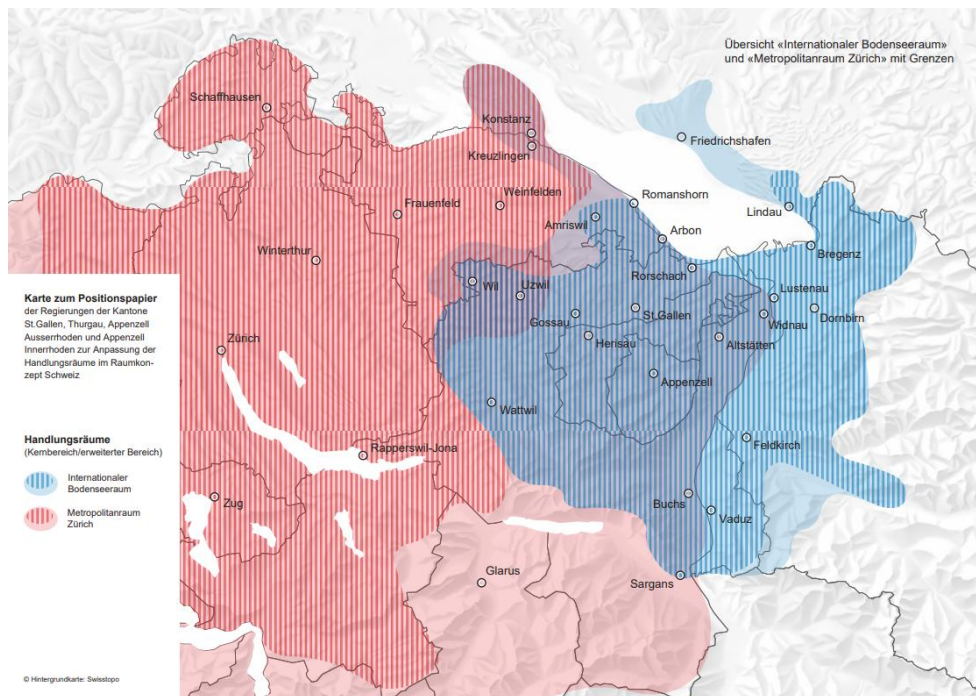 Übersicht «Internationaler Bodenseeraum»
und «Metropolitanraum Zürich» mit Grenzen
Schaffhausen
Konstanz
Kreuzlingen
Friedrichshafen
Weinfelden
Romanshorn
Frauenfeld
Amriswil
Lindau
Arbon
Winterthur
Bregenz
Rorschach
Wil
Uzwil
Lustenau
Gossau
St.Gallen
Widnau
Dornbirn
Zürich
Herisau
Altstätten
Appenzell
Wattwil
Feldkirch
Rapperswil-Jona
Zug
Buchs
Vaduz
Glarus
Sargans
Karte zum Positionspapier
der Regierungen der Kantone
St.Gallen, Thurgau, Appenzell
Ausserrhoden und Appenzell
Innerrhoden zur Anpassung der
Handlungsräume im Raumkon-
zept Schweiz
Handlungsräume
(Kernbereich/erweiterter Bereich)
Internationaler
Bodenseeraum
Metropolitanraum
Zürich
© Hintergrundkarte: Swisstopo